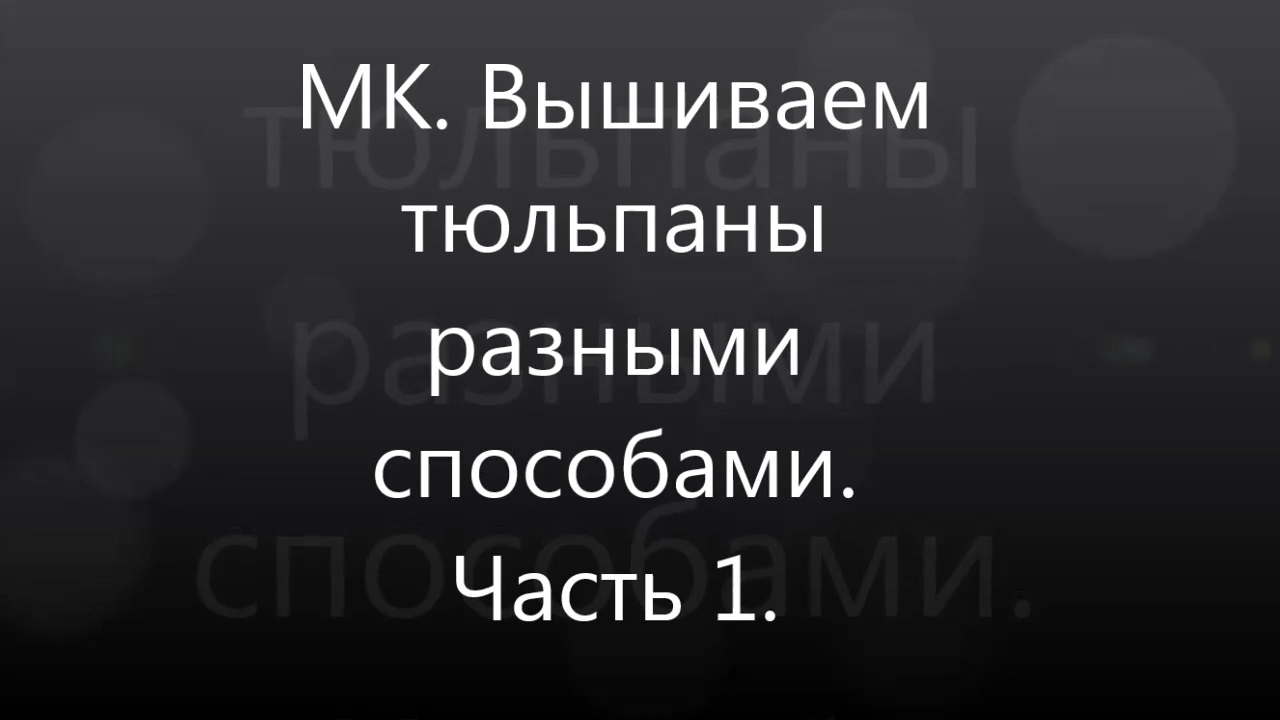 МК. Вышиваем
тюльпаны
разными
способами.
Часть 1.